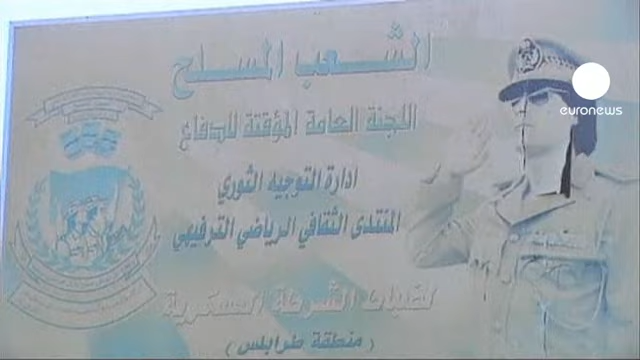 الشعب المسلح
اللجنة العامة المؤقتة للدفاع
ادارة التوجيه الثوري
المنتدى الثقافي الرياضي الترفيهي
لضباط الشرطة العسكرية
( منطقة طرابلس )
euronews